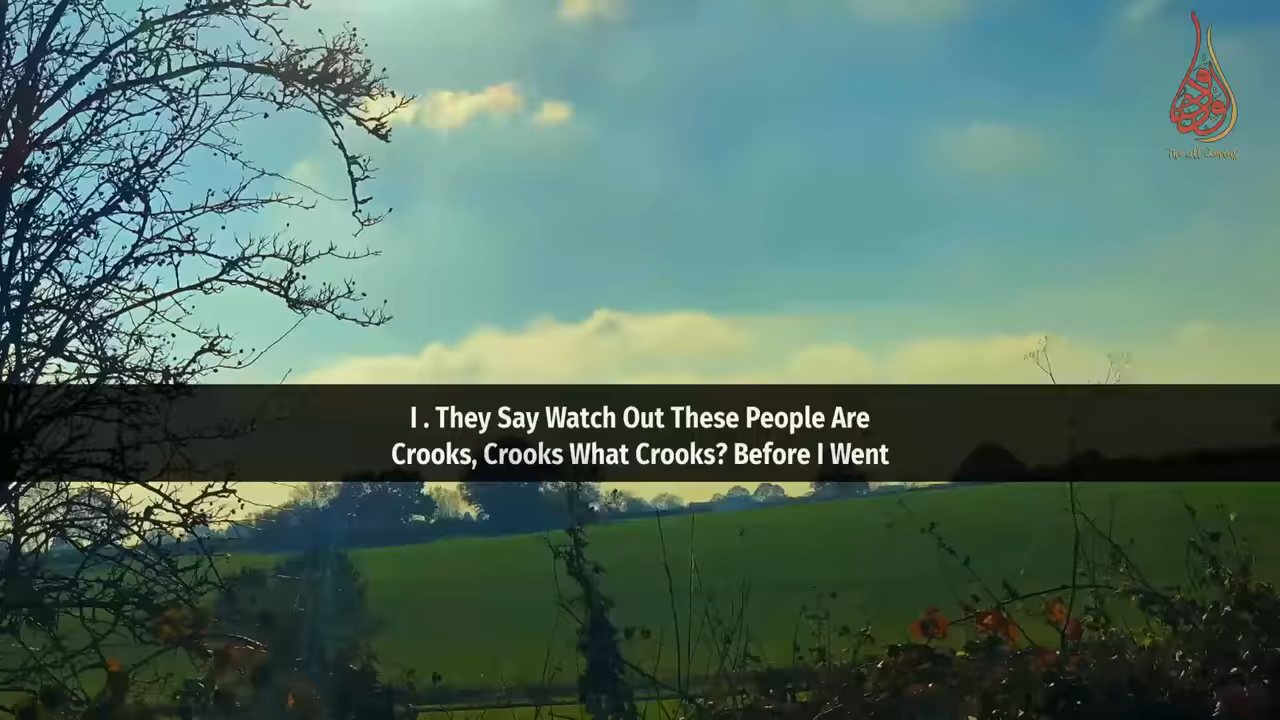 I . They Say Watch Out These People Are
Crooks, Crooks What Crooks? Before I Went